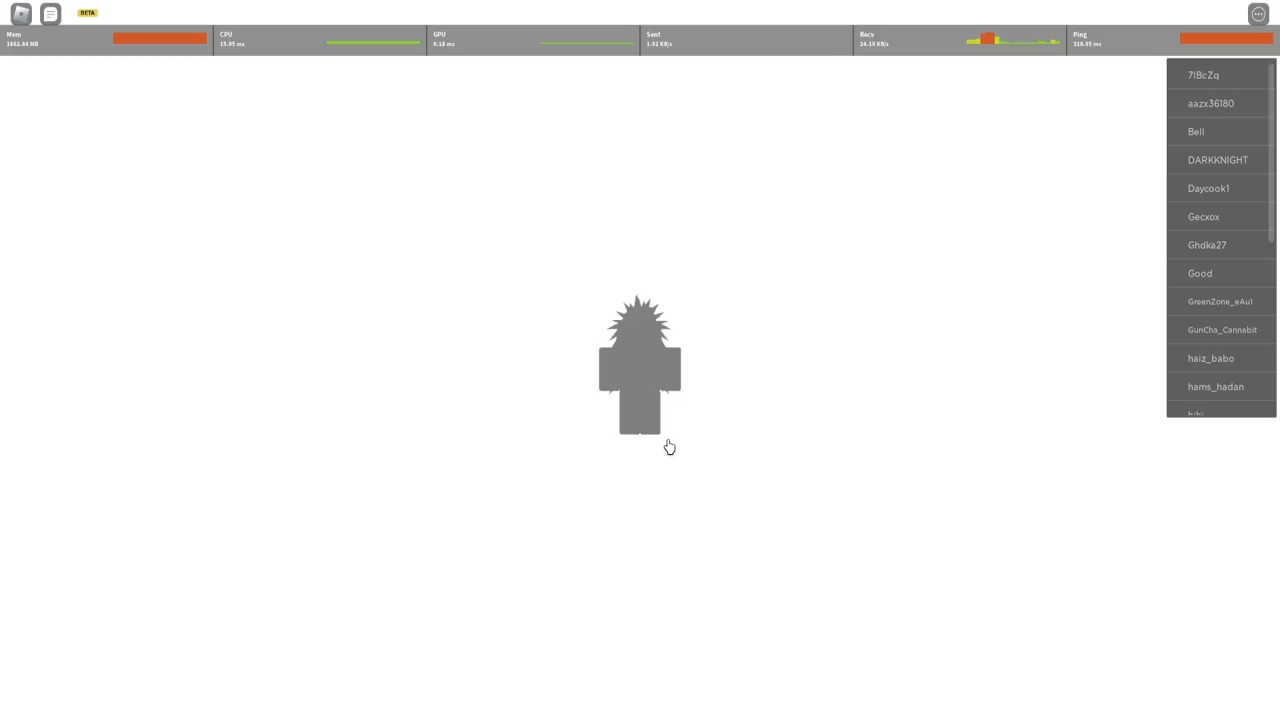 BETA
Mem
1862.84 MB
CPU
15.95 ms
GPU
9.18 ms
Sent
1.92 KB/s
Recv
24.19 KB/s
Ping
318.95 ms
7IBcZq
aazx36180
Bell
DARKKNIGHT
Daycook1
Gecxox
Ghdka27
Good
GreenZone_eAu1
GunCha_Cannabit
haiz_babo
hams_hadan